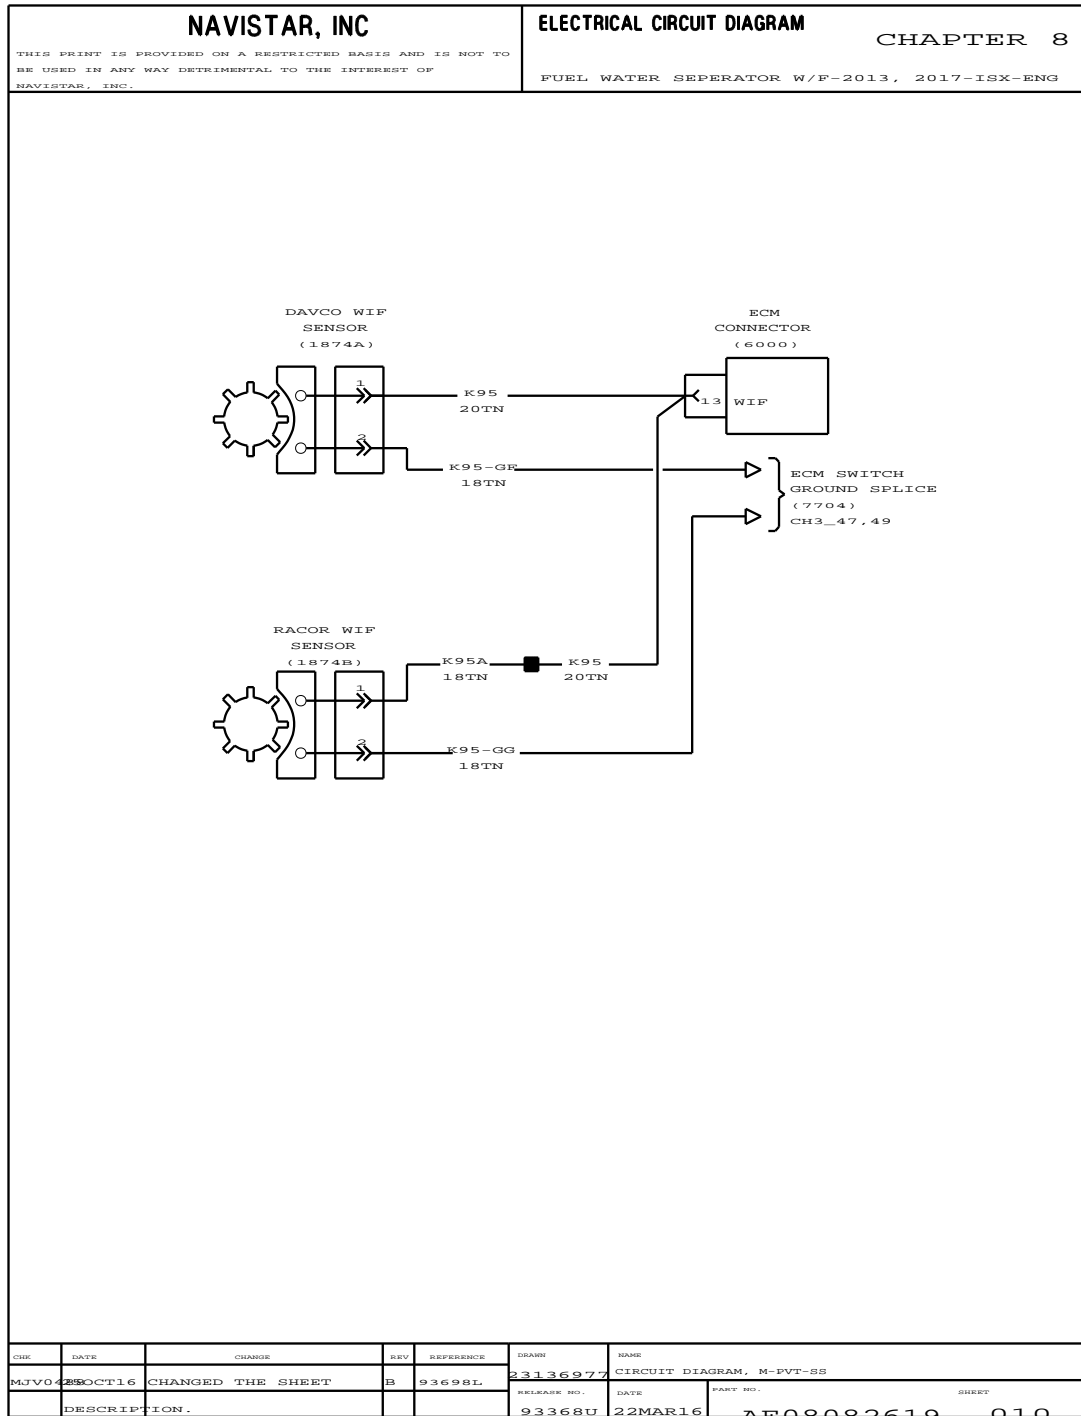 NAVISTAR, INC
THIS PRINT IS PROVIDED ON A RESTRICTED BASIS AND IS NOT TO
BE USED IN ANY WAY DETRIMENTAL TO THE INTEREST OF
NAVISTAR, INC.
ELECTRICAL CIRCUIT DIAGRAM
CHAPTER 8
FUEL WATER SEPERATOR W/F-2013, 2017-ISX-ENG
DAVCO WIF
SENSOR
(1874A)
ECM
CONNECTOR
(6000)
1
K95
20TN
13 WIF
2
K95-GF
18TN
ECM SWITCH
GROUND SPLICE
(7704)
CH3_47,49
RACOR WIF
SENSOR
(1874B)
K95A
18TN
K95
20TN
1
2
K95-GG
18TN
CHK DATE CHANGE REV REFERENCE DRAWN NAME
OCT16 CHANGED THE SHEET B 93698L 23136977 CIRCUIT DIAGRAM, M-PVT-SS
RELEASE NO. DATE PART NO. SHEET
DESCRIPTION. 93368U 22MAR16